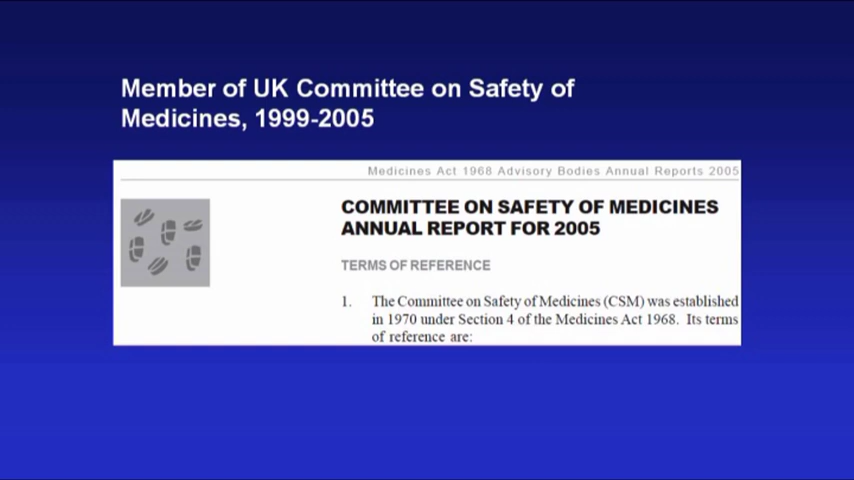 Member of UK Committee on Safety of
Medicines, 1999-2005
Medicines Act 1968 Advisory Bodies Annual Reports 2005
COMMITTEE ON SAFETY OF MEDICINES
ANNUAL REPORT FOR 2005
TERMS OF REFERENCE
1. The Committee on Safety of Medicines (CSM) was established
in 1970 under Section 4 of the Medicines Act 1968. Its terms
of reference are: